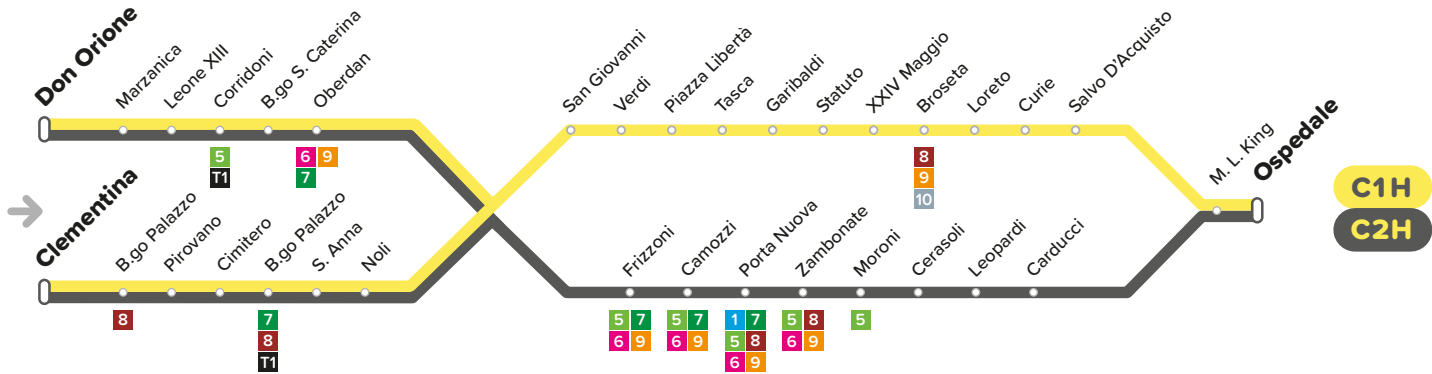 Don Orione
Marzanica
Leone XIII
Corridoni
B.go S. Caterina
Oberdan
San Giovanni
Verdi
Piazza Libertà
Tasca
Garibaldi
Statuto
XXIV Maggio
Broseta
Loreto
Curie
Salvo D'Acquisto
M. L. King
Ospedale
5
T1
6 9
7
8
9
10
C1H
C2H
Clementina
B.go Palazzo
Pirovano
Cimitero
B.go Palazzo
S. Anna
Noli
Frizzoni
Camozzi
Porta Nuova
Zambonate
Moroni
Cerasoli
Leopardi
Carducci
8
7
8
T1
5 7
6 9
5 7
6 9
1 7
5 8
6 9
5 8
6 9
5